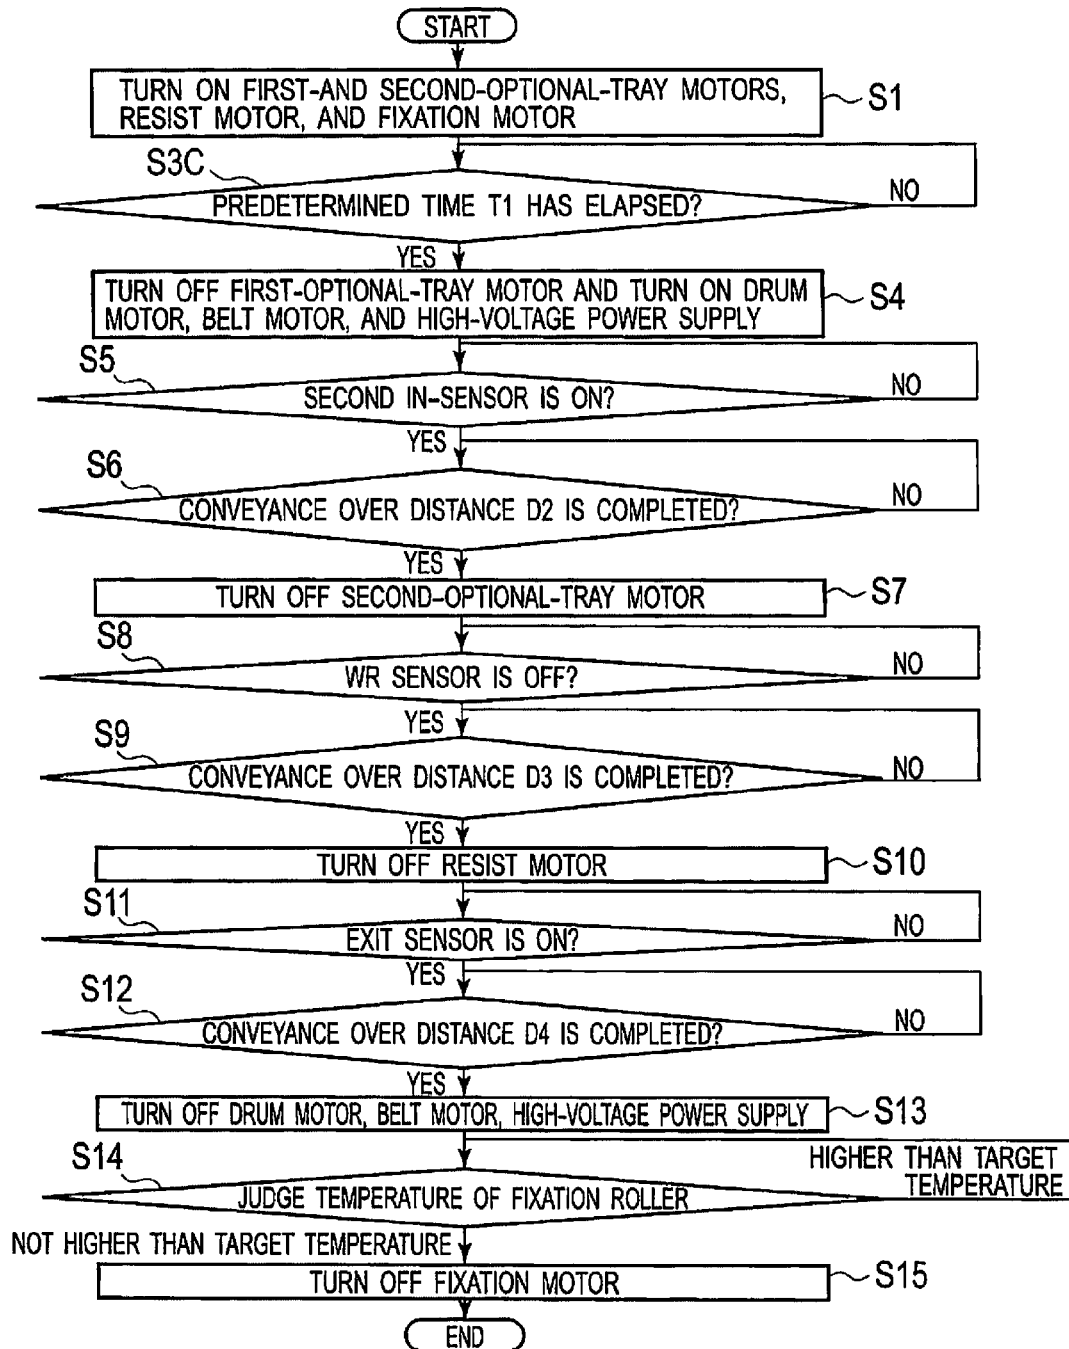 START
TURN ON FIRST-AND SECOND-OPTIONAL-TRAY MOTORS,
RESIST MOTOR, AND FIXATION MOTOR
S1
S3C
PREDETERMINED TIME T1 HAS ELAPSED?
NO
YES
TURN OFF FIRST-OPTIONAL-TRAY MOTOR AND TURN ON DRUM
MOTOR, BELT MOTOR, AND HIGH-VOLTAGE POWER SUPPLY
S4
S5
SECOND IN-SENSOR IS ON?
NO
YES
S6
CONVEYANCE OVER DISTANCE D2 IS COMPLETED?
NO
YES
TURN OFF SECOND-OPTIONAL-TRAY MOTOR
S7
S8
WR SENSOR IS OFF?
NO
YES
S9
CONVEYANCE OVER DISTANCE D3 IS COMPLETED?
NO
YES
TURN OFF RESIST MOTOR
S10
S11
EXIT SENSOR IS ON?
NO
YES
S12
CONVEYANCE OVER DISTANCE D4 IS COMPLETED?
NO
YES
TURN OFF DRUM MOTOR, BELT MOTOR, HIGH-VOLTAGE POWER SUPPLY
S13
S14
JUDGE TEMPERATURE OF FIXATION ROLLER
HIGHER THAN TARGET
TEMPERATURE
NOT HIGHER THAN TARGET TEMPERATURE
TURN OFF FIXATION MOTOR
S15
END